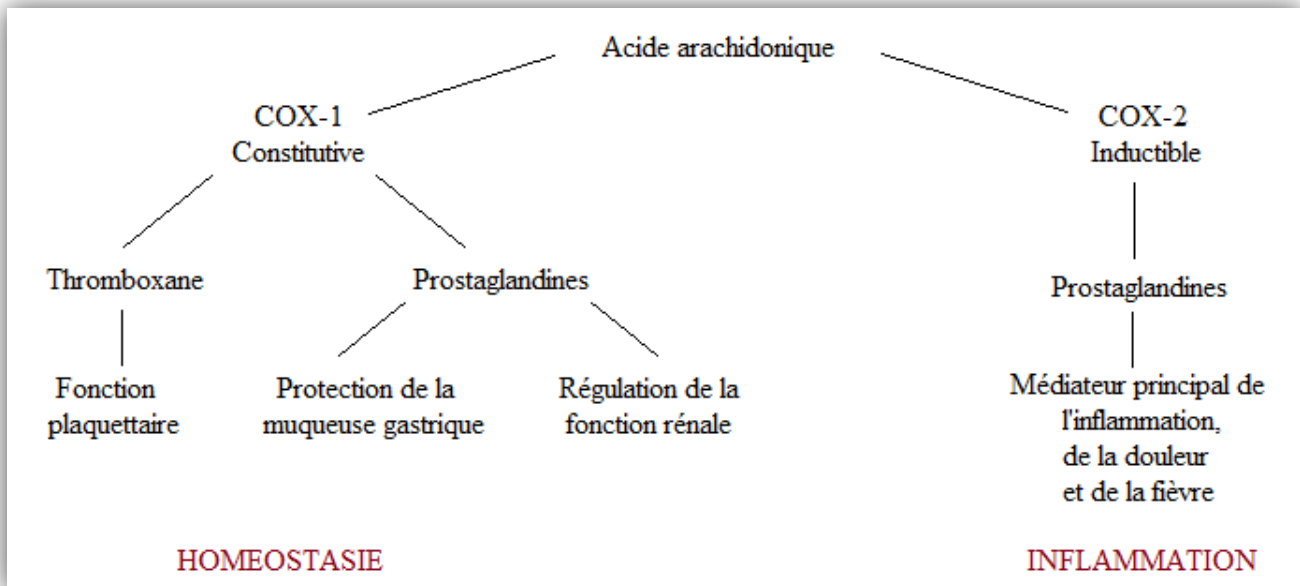 Acide arachidonique
COX-1
Constitutive
COX-2
Inductible
Thromboxane
Prostaglandines
Prostaglandines
Fonction
plaquettaire
Protection de la
muqueuse gastrique
Régulation de la
fonction rénale
Médiateur principal de
l'inflammation,
de la douleur
et de la fièvre
HOMEOSTASIE
INFLAMMATION